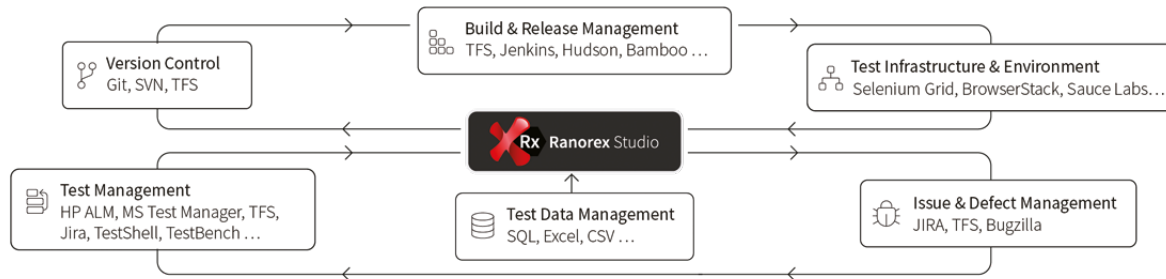 Build & Release Management
TFS, Jenkins, Hudson, Bamboo ...
Version Control
Git, SVN, TFS
Test Infrastructure & Environment
Selenium Grid, BrowserStack, Sauce Labs...
Rx Ranorex Studio
Test Management
HP ALM, MS Test Manager, TFS,
Jira, TestShell, TestBench ...
Test Data Management
SQL, Excel, CSV ...
Issue & Defect Management
JIRA, TFS, Bugzilla